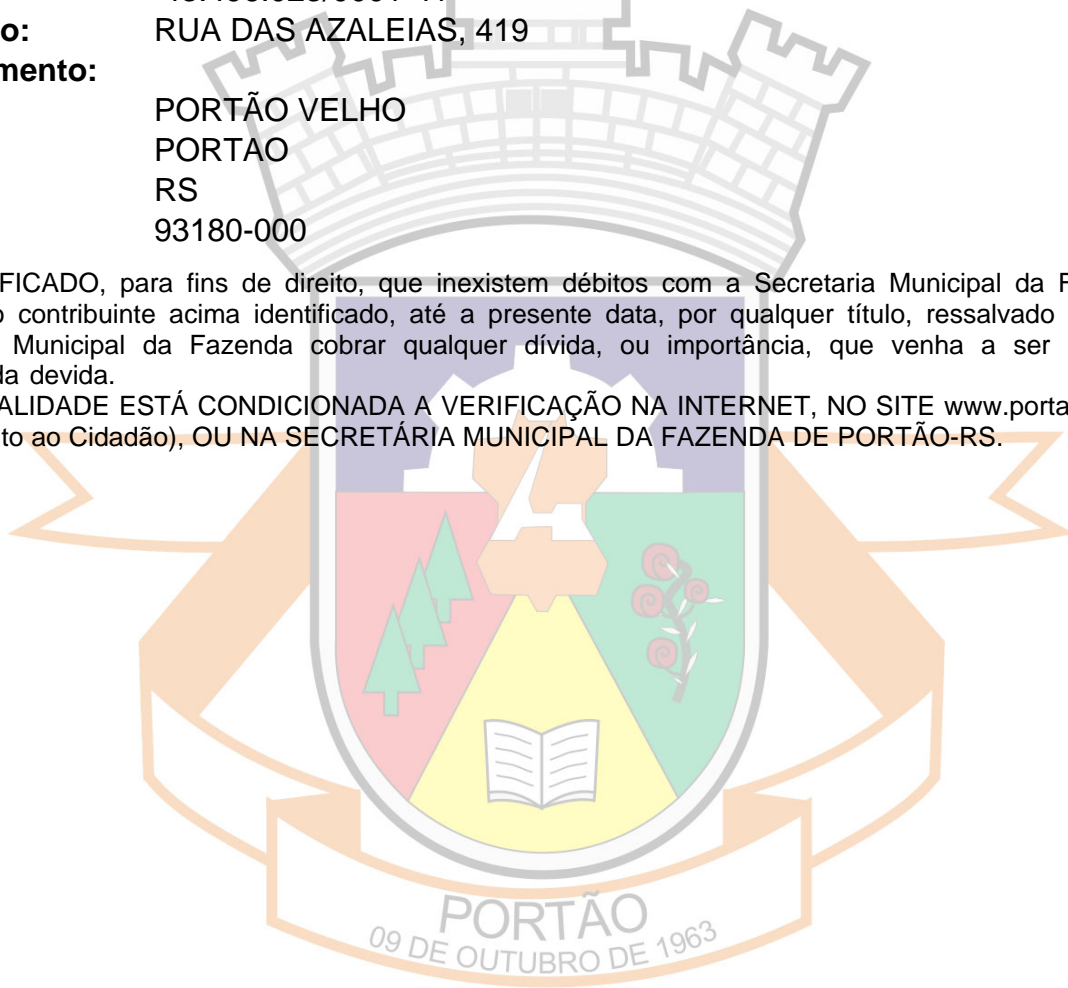 o: RUA DAS AZALEIAS, 419
mento:
PORTÃO VELHO
PORTAO
RS
93180-000
FICADO, para fins de direito, que inexistem débitos com a Secretaria Municipal da F
o contribuinte acima identificado, até a presente data, por qualquer título, ressalvado
Municipal da Fazenda cobrar qualquer dívida, ou importância, que venha a ser
da devida.
ALIDADE ESTÁ CONDICIONADA A VERIFICAÇÃO NA INTERNET, NO SITE www.porta
to ao Cidadão), OU NA SECRETÁRIA MUNICIPAL DA FAZENDA DE PORTÃO-RS.
PORTÃO
09 DE OUTUBRO DE 1963